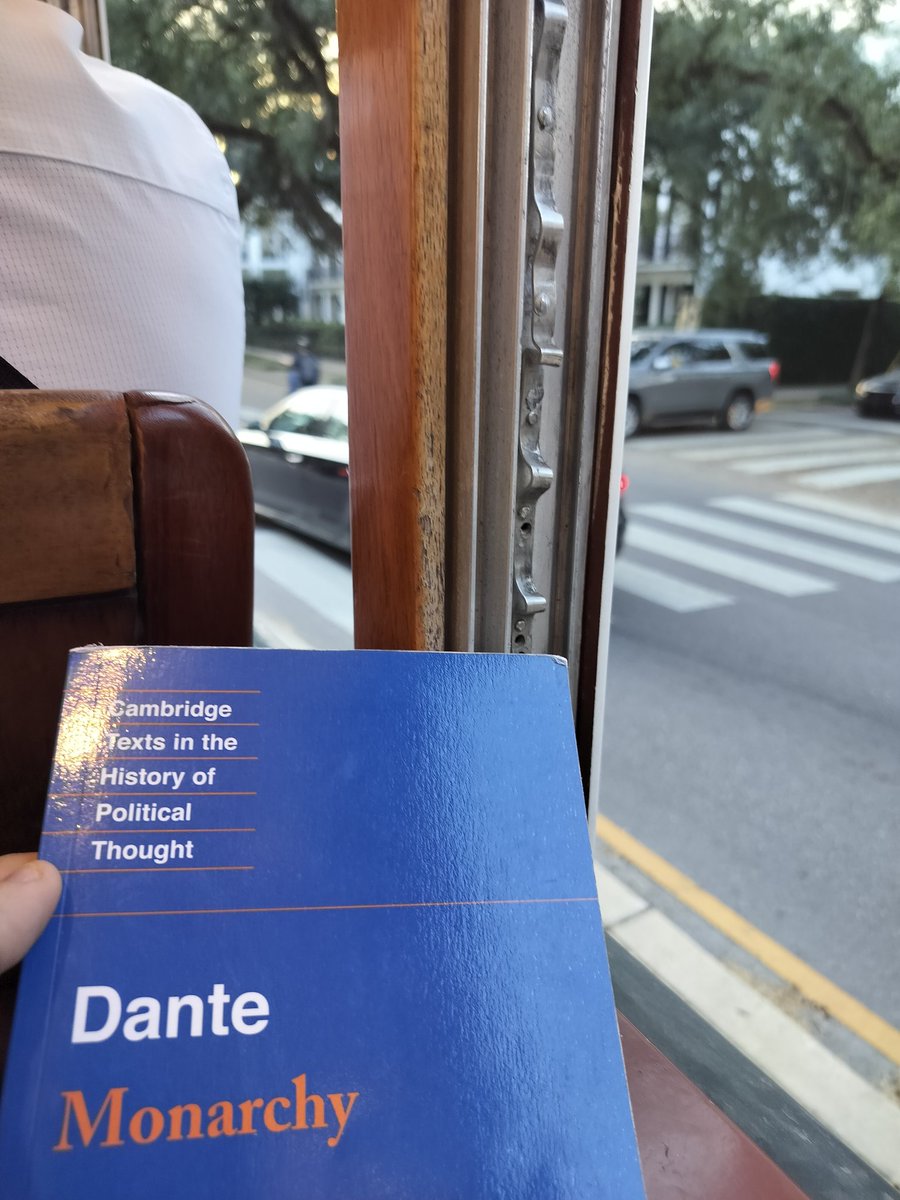 Cambridge
Texts in the
History of
Political
Thought
Dante
Monarchy